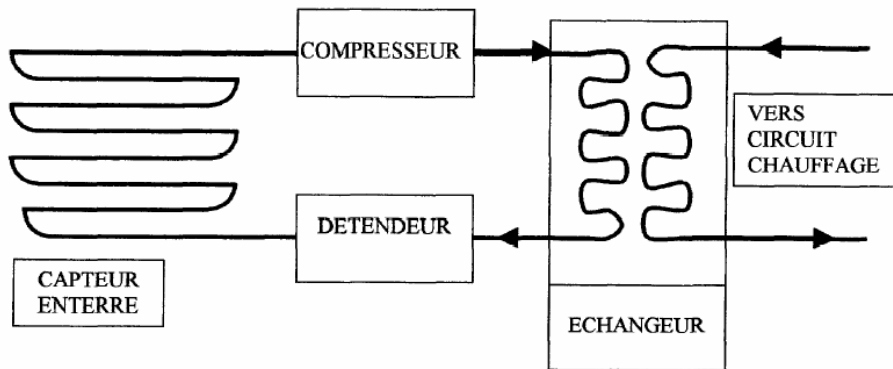 COMPRESSEUR
VERS
CIRCUIT
CHAUFFAGE
DETENDEUR
CAPTEUR
ENTERRE
ECHANGEUR